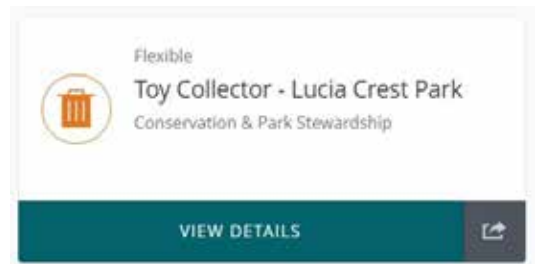 Flexible
Toy Collector - Lucia Crest Park
Conservation & Park Stewardship
VIEW DETAILS